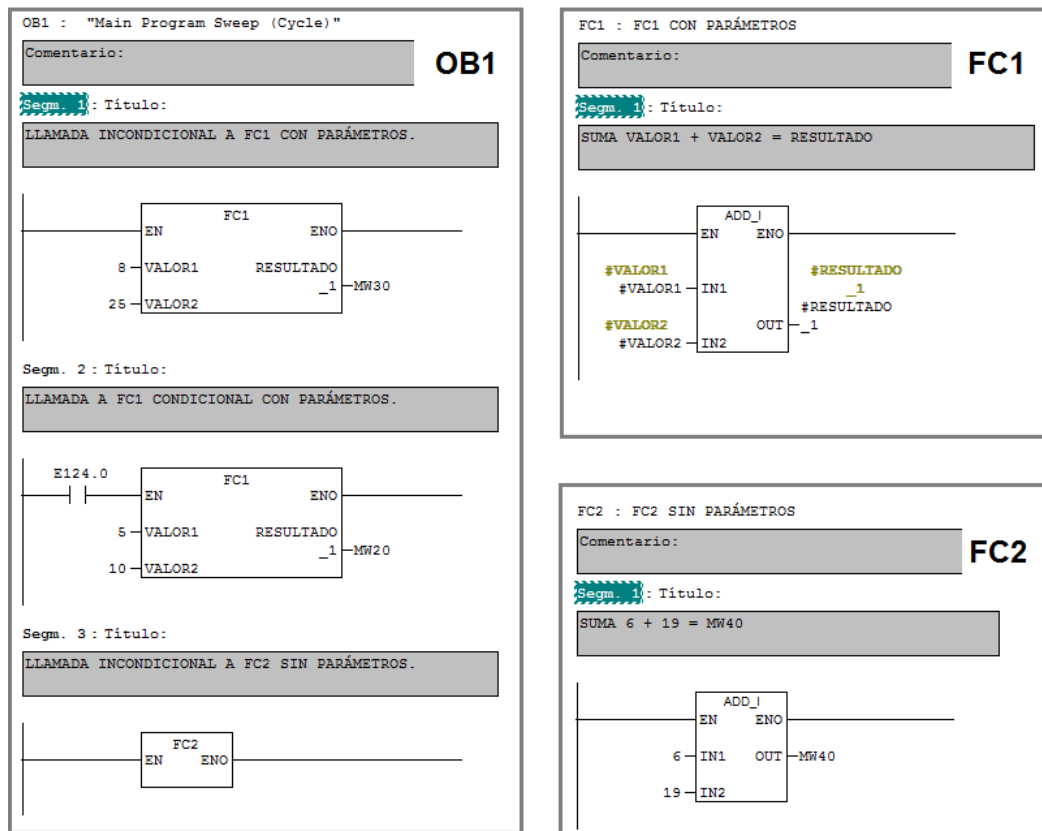 OB1 : "Main Program Sweep (Cycle)"
Comentario:
OB1
Segm. 1: Título:
LLAMADA INCONDICIONAL A FC1 CON PARÁMETROS.
FC1
EN ENO
8 VALOR1 RESULTADO
_1 MW30
25 VALOR2
Segm. 2 : Título:
LLAMADA A FC1 CONDICIONAL CON PARÁMETROS.
E124.0
FC1
EN ENO
5 VALOR1 RESULTADO
_1 MW20
10 VALOR2
Segm. 3 : Título:
LLAMADA INCONDICIONAL A FC2 SIN PARÁMETROS.
FC2
EN ENO
FC1 : FC1 CON PARÁMETROS
Comentario:
FC1
Segm. 1: Título:
SUMA VALOR1 + VALOR2 = RESULTADO
ADD_I
EN ENO
#VALOR1 #RESULTADO
_1
#VALOR1 IN1
#RESULTADO
#VALOR2 OUT _1
#VALOR2 IN2
FC2 : FC2 SIN PARÁMETROS
Comentario:
FC2
Segm. 1: Título:
SUMA 6 + 19 = MW40
ADD_I
EN ENO
6 IN1 OUT MW40
19 IN2